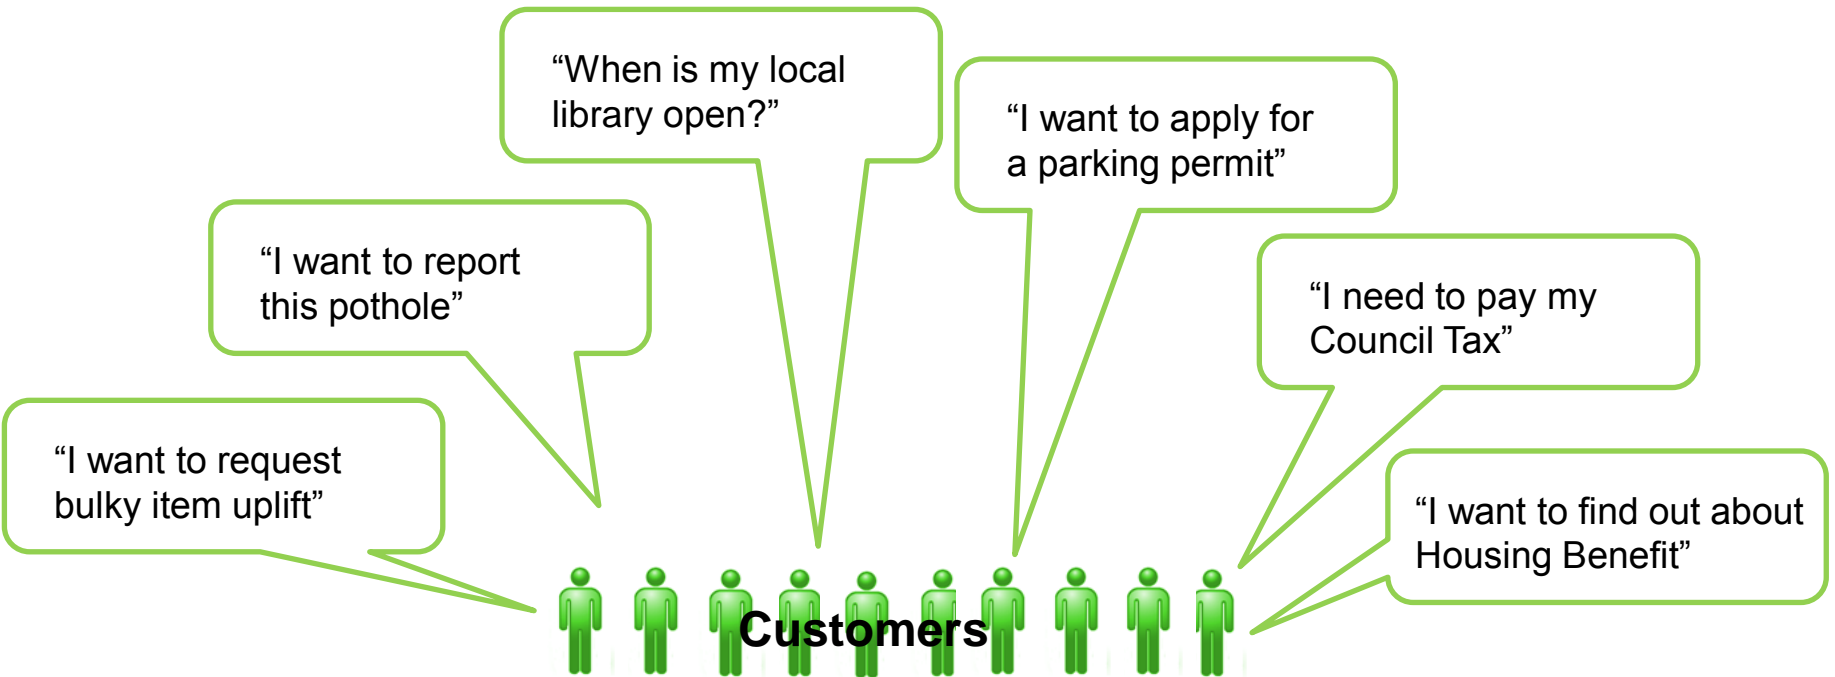 “When is my local
library open?”
“I want to apply for
a parking permit”
“I want to report
this pothole”
“I need to pay my
Council Tax”
“I want to request
bulky item uplift”
“I want to find out about
Housing Benefit”
Customers